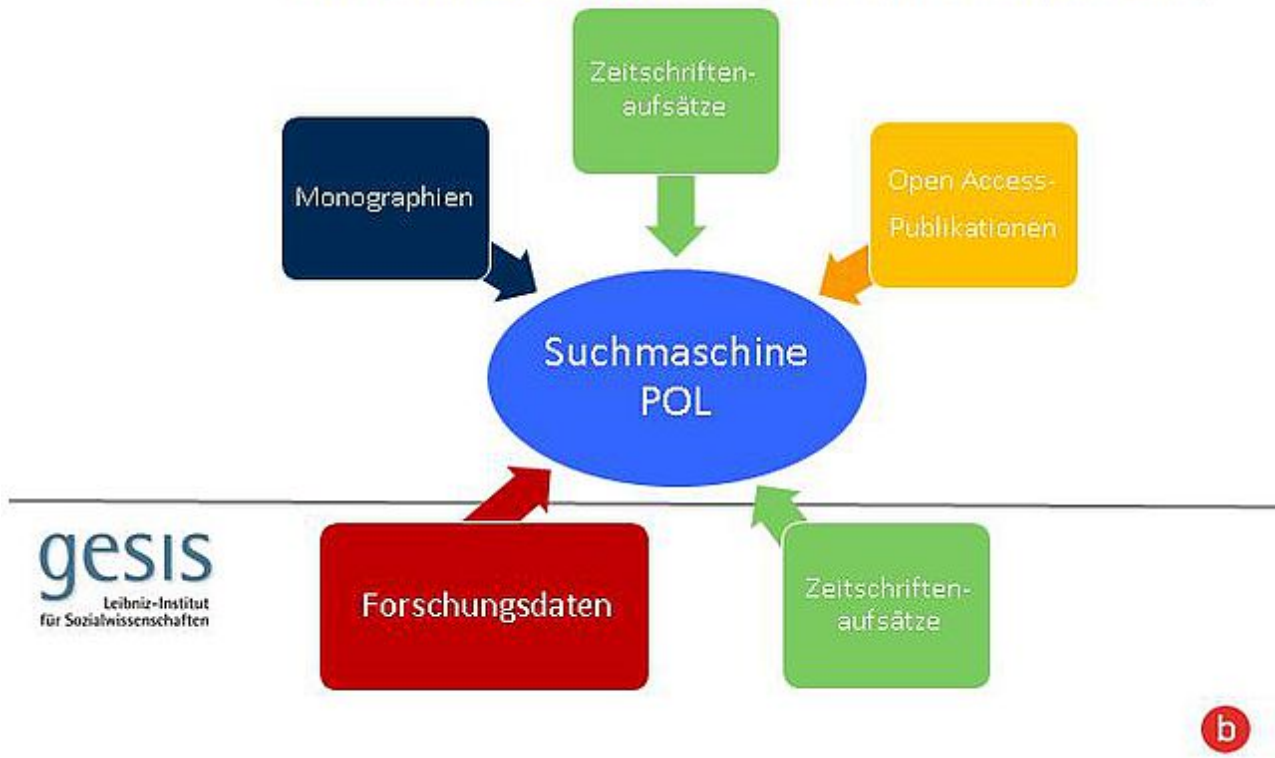 Zeitschriften-
aufsätze
Monographien
Open Access-
Publikationen
Suchmaschine
POL
gesis
Leibniz-Institut
für Sozialwissenschaften
Forschungsdaten
Zeitschriften-
aufsätze
b